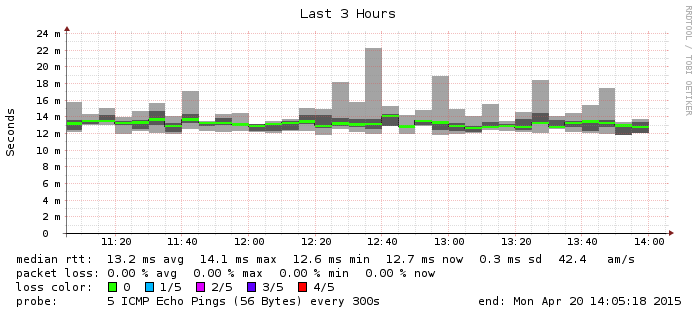 Last 3 Hours
RRDTOOL / TOBI OETIKER
Seconds
24 m
22 m
20 m
18 m
16 m
14 m
12 m
10 m
8 m
6 m
4 m
2 m
0
11:20 11:40 12:00 12:20 12:40 13:00 13:20 13:40 14:00
median rtt: 13.2 ms avg 14.1 ms max 12.6 ms min 12.7 ms now 0.3 ms sd 42.4 am/s
packet loss: 0.00 % avg 0.00 % max 0.00 % min 0.00 % now
loss color: 0 1/5 2/5 3/5 4/5
probe: 5 ICMP Echo Pings (56 Bytes) every 300s end: Mon Apr 20 14:05:18 2015